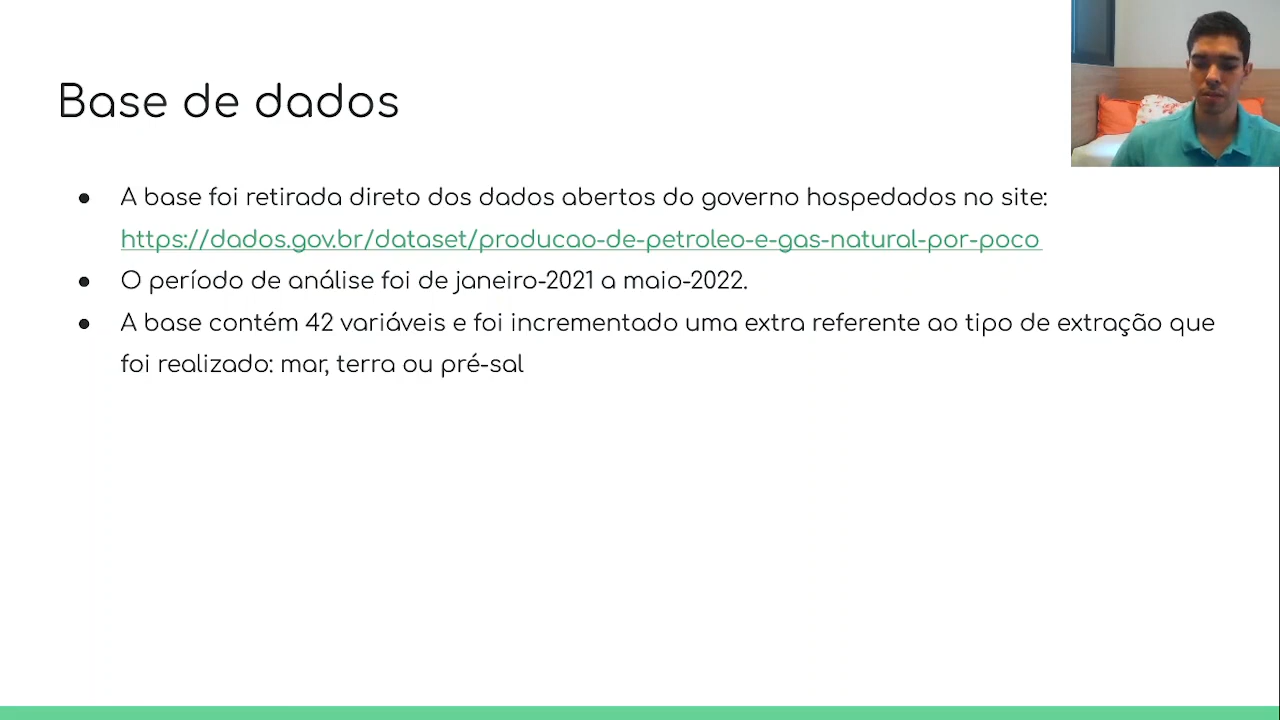 Base de dados
● A base foi retirada direto dos dados abertos do governo hospedados no site:
https://dados.gov.br/dataset/producao-de-petroleo-e-gas-natural-por-poco
● O período de análise foi de janeiro-2021 a maio-2022.
● A base contém 42 variáveis e foi incrementado uma extra referente ao tipo de extração que
foi realizado: mar, terra ou pré-sal